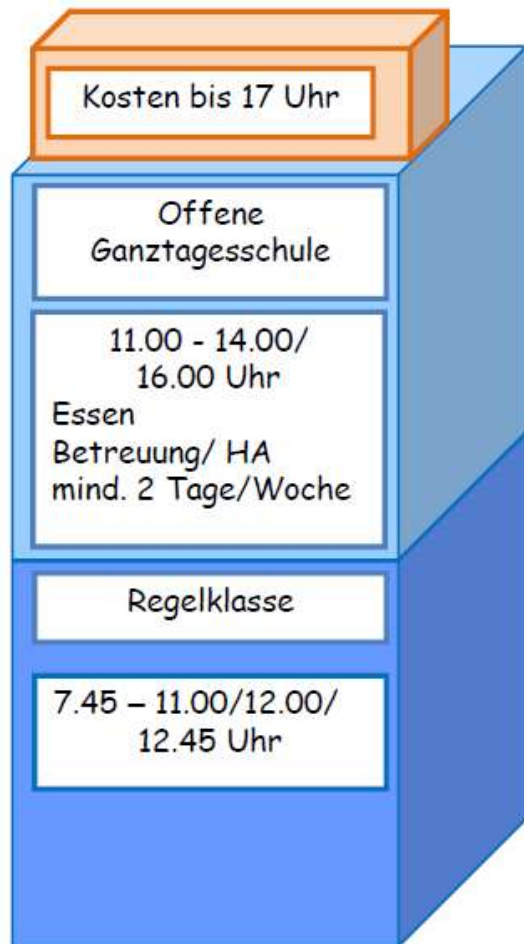 Kosten bis 17 Uhr
Offene
Ganztagesschule
11.00 - 14.00/
16.00 Uhr
Essen
Betreuung/ HA
mind. 2 Tage/Woche
Regelklasse
7.45 – 11.00/12.00/
12.45 Uhr